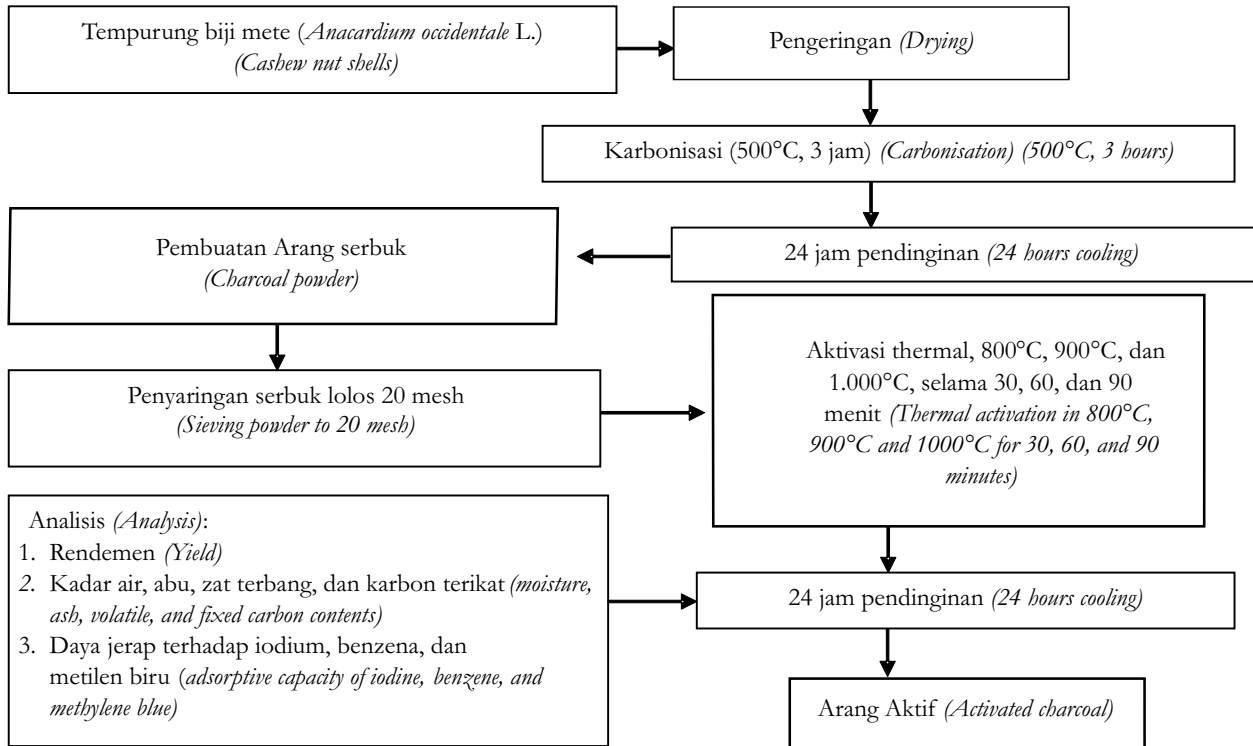 Tempurung biji mete (Anacardium occidentale L.)
(Cashew nut shells)
Pengeringan (Drying)
Karbonisasi (500°C, 3 jam) (Carbonisation) (500°C, 3 hours)
24 jam pendinginan (24 hours cooling)
Pembuatan Arang serbuk
(Charcoal powder)
Penyaringan serbuk lolos 20 mesh
(Sieving powder to 20 mesh)
Aktivasi thermal, 800°C, 900°C, dan
1.000°C, selama 30, 60, dan 90
menit (Thermal activation in 800°C,
900°C and 1000°C for 30, 60, and 90
minutes)
Analisis (Analysis):
1. Rendemen (Yield)
2. Kadar air, abu, zat terbang, dan karbon terikat (moisture,
ash, volatile, and fixed carbon contents)
3. Daya jerap terhadap iodium, benzena, dan
metilen biru (adsorptive capacity of iodine, benzene, and
methylene blue)
24 jam pendinginan (24 hours cooling)
Arang Aktif (Activated charcoal)